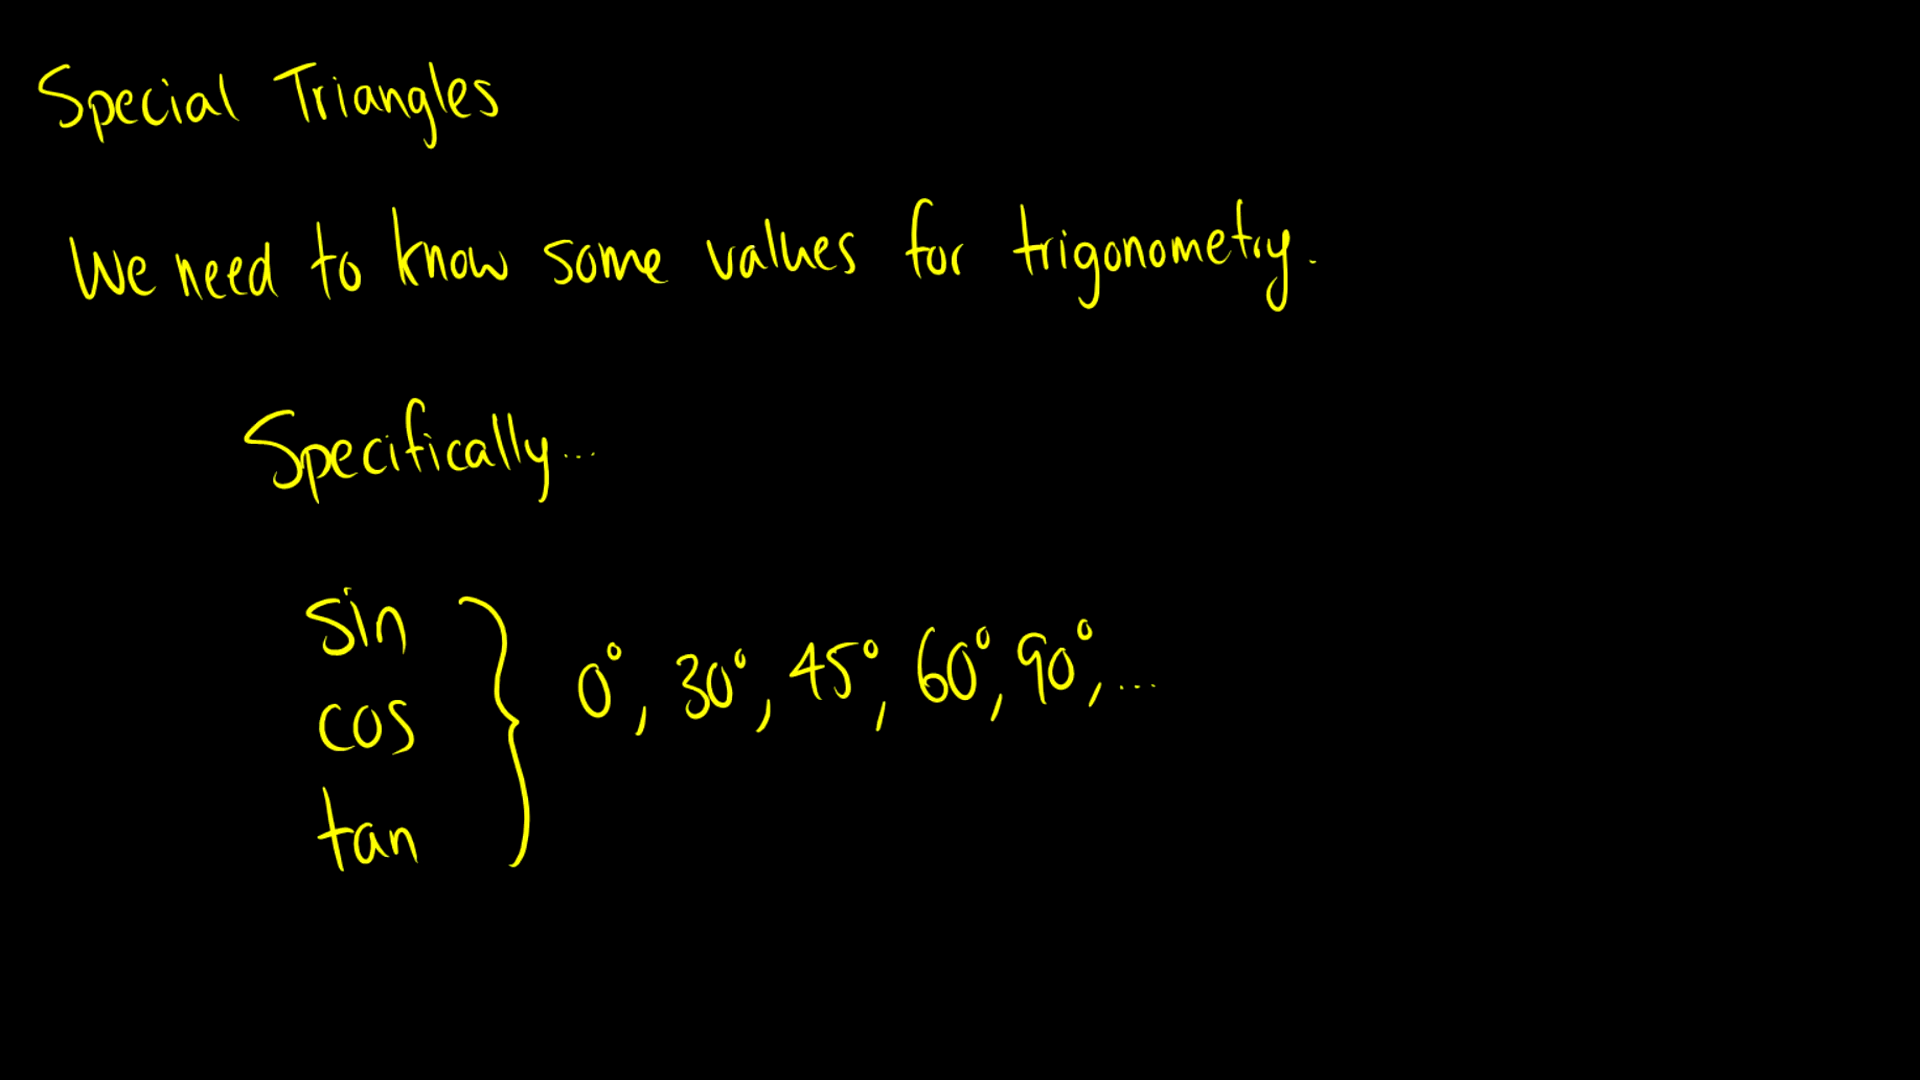 Special Triangles
We need to know some values for trigonometry.
Specifically...
sin
cos
tan
} 0°, 30°, 45°, 60°, 90°, ...